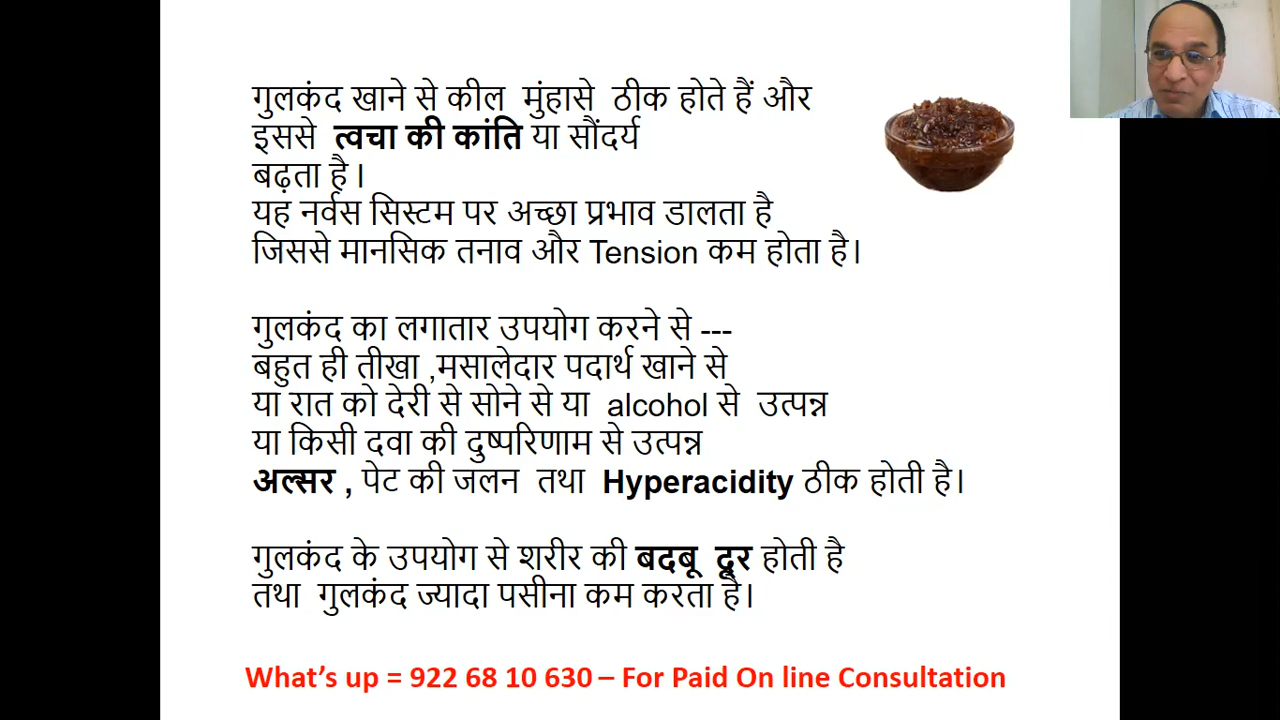 गुलकंद खाने से कील मुंहासे ठीक होते हैं और
इससे त्वचा की कांति या सौंदर्य
बढ़ता है।
यह नर्वस सिस्टम पर अच्छा प्रभाव डालता है
जिससे मानसिक तनाव और Tension कम होता है।
गुलकंद का लगातार उपयोग करने से ---
बहुत ही तीखा ,मसालेदार पदार्थ खाने से
या रात को देरी से सोने से या alcohol से उत्पन्न
या किसी दवा की दुष्परिणाम से उत्पन्न
अल्सर , पेट की जलन तथा Hyperacidity ठीक होती है।
गुलकंद के उपयोग से शरीर की बदबू दूर होती है
तथा गुलकंद ज्यादा पसीना कम करता है।
What's up = 922 68 10 630 – For Paid On line Consultation